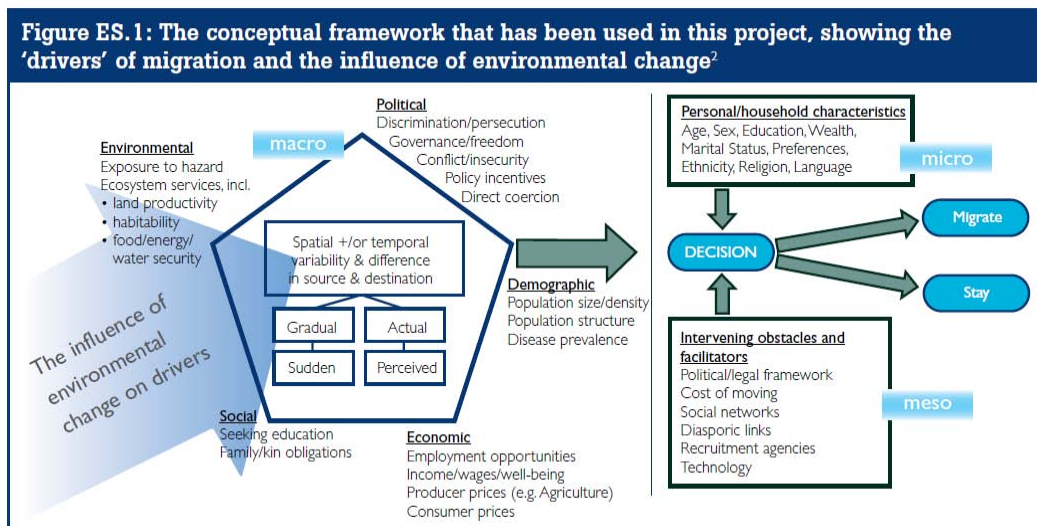 Figure ES.1: The conceptual framework that has been used in this project, showing the
‘drivers’ of migration and the influence of environmental change2
macro
Political
Discrimination/persecution
Governance/freedom
Conflict/insecurity
Policy incentives
Direct coercion
Environmental
Exposure to hazard
Ecosystem services, incl.
• land productivity
• habitability
• food/energy/
water security
Spatial +/or temporal
variability & difference
in source & destination
Gradual
Actual
Sudden
Perceived
The influence of
environmental
change on drivers
Demographic
Population size/density
Population structure
Disease prevalence
Social
Seeking education
Family/kin obligations
Economic
Employment opportunities
Income/wages/well-being
Producer prices (e.g. Agriculture)
Consumer prices
Personal/household characteristics
Age, Sex, Education, Wealth,
Marital Status, Preferences,
Ethnicity, Religion, Language
micro
DECISION
Migrate
Stay
Intervening obstacles and
facilitators
Political/legal framework
Cost of moving
Social networks
Diasporic links
Recruitment agencies
Technology
meso